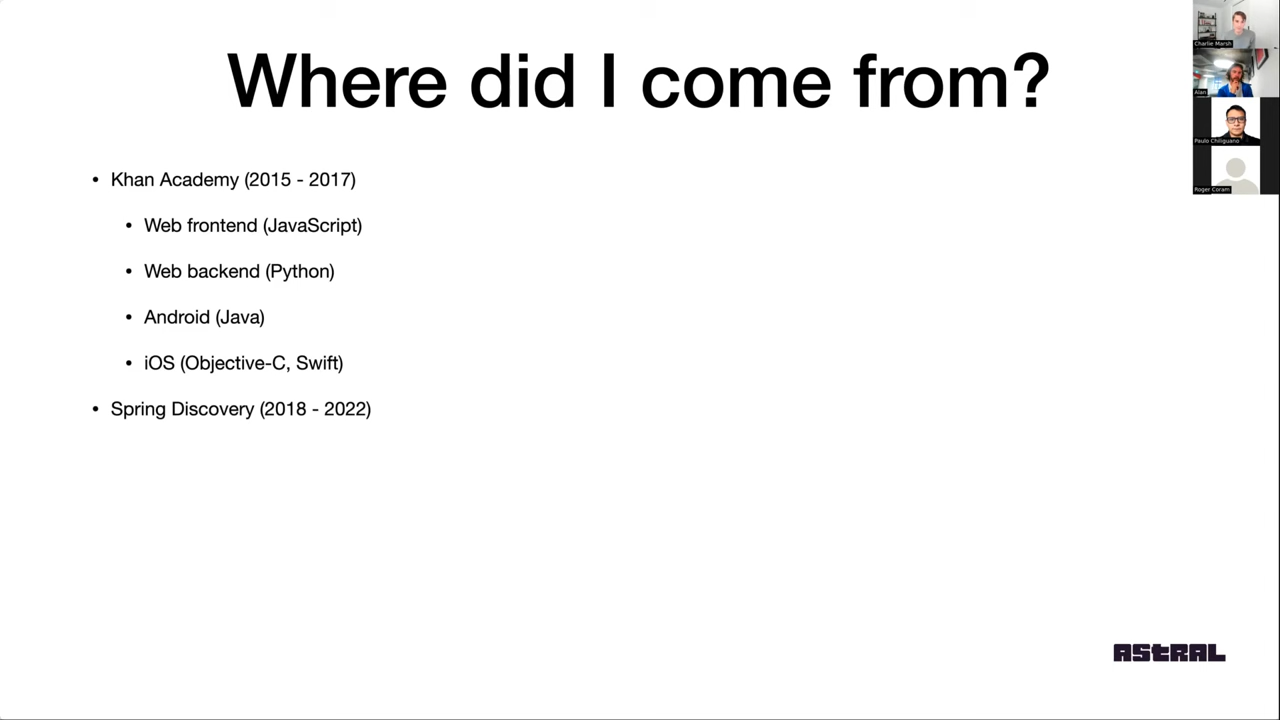 Where did I come from?
• Khan Academy (2015 - 2017)
• Web frontend (JavaScript)
• Web backend (Python)
• Android (Java)
• iOS (Objective-C, Swift)
• Spring Discovery (2018 - 2022)
Charlie Marsh
Alan
Paulo Chiliguano
Roger Coram
ASTRAL